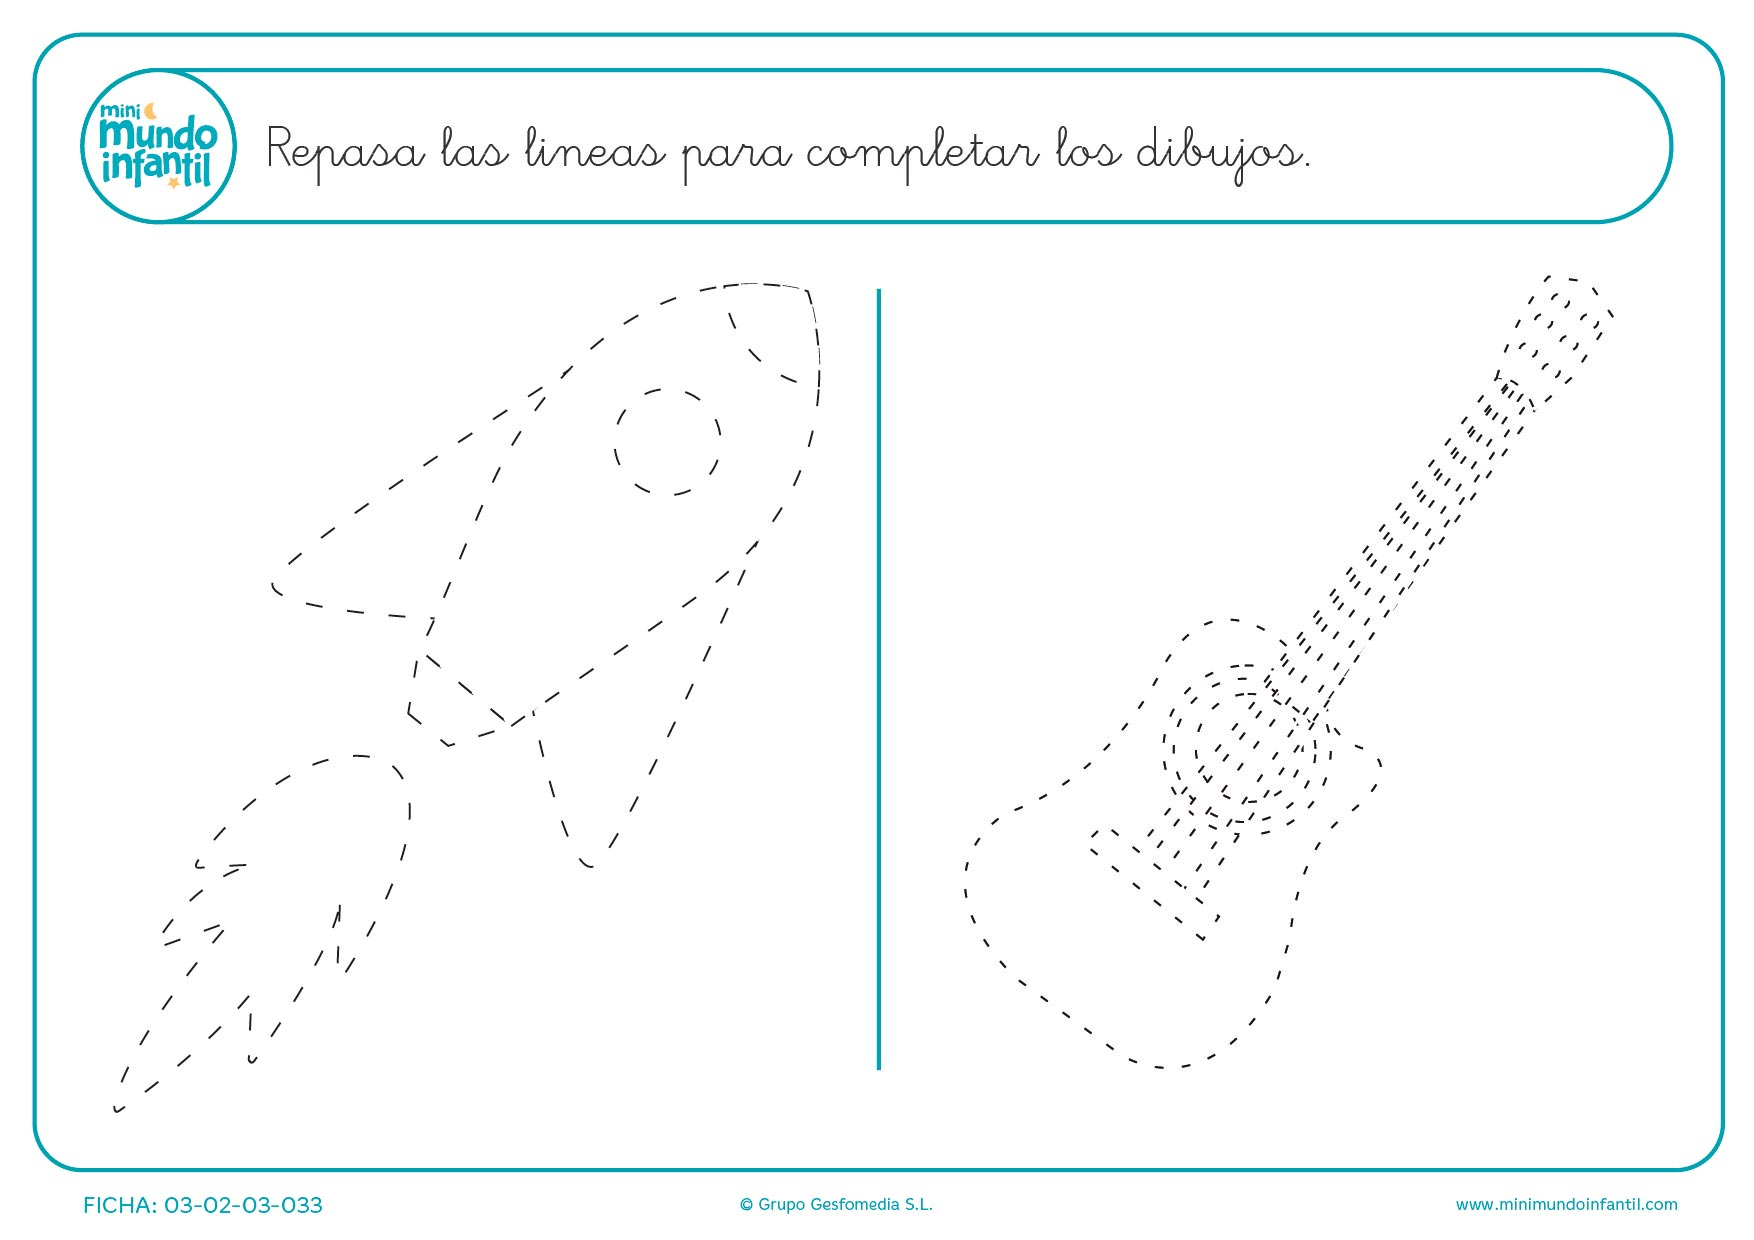 mini
mundo
infantil
Repasa las lineas para completar los dibujos.
FICHA: 03-02-03-033
© Grupo Gesfomedia S.L.
www.minimundoinfantil.com